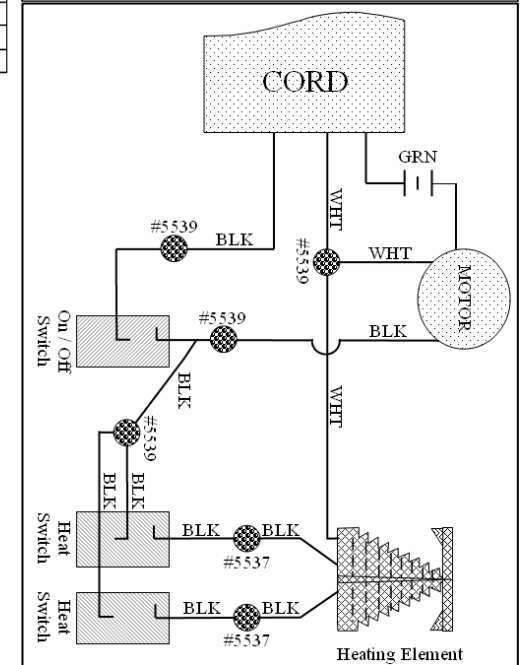 CORD
GRN
WHT
#5539
BLK
#5539
WHT
MOTOR
On / Off
Switch
#5539
BLK
BLK
WHT
#5539
BLK
BLK
Heat
Switch
BLK
BLK
#5537
Heat
Switch
BLK
BLK
#5537
Heating Element